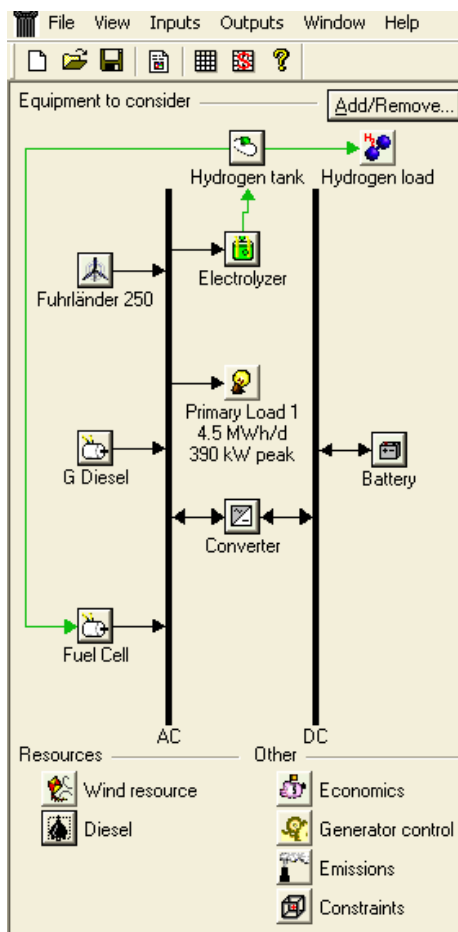 File View Inputs Outputs Window Help
Equipment to consider
Add/Remove...
H2
Hydrogen tank
Hydrogen load
Fuhrländer 250
Electrolyzer
Primary Load 1
4.5 MWh/d
390 kW peak
G Diesel
Battery
Converter
Fuel Cell
AC
DC
Resources
Other
Wind resource
Economics
Diesel
Generator control
Emissions
Constraints